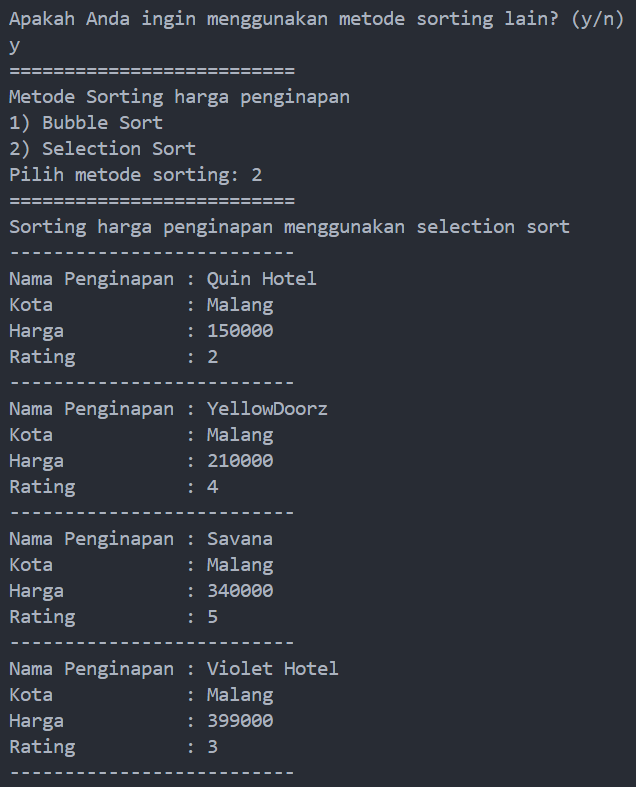 Apakah Anda ingin menggunakan metode sorting lain? (y/n)
y
==========================
Metode Sorting harga penginapan
1) Bubble Sort
2) Selection Sort
Pilih metode sorting: 2
==========================
Sorting harga penginapan menggunakan selection sort
--------------------------
Nama Penginapan : Quin Hotel
Kota            : Malang
Harga           : 150000
Rating          : 2
--------------------------
Nama Penginapan : YellowDoorz
Kota            : Malang
Harga           : 210000
Rating          : 4
--------------------------
Nama Penginapan : Savana
Kota            : Malang
Harga           : 340000
Rating          : 5
--------------------------
Nama Penginapan : Violet Hotel
Kota            : Malang
Harga           : 399000
Rating          : 3
--------------------------